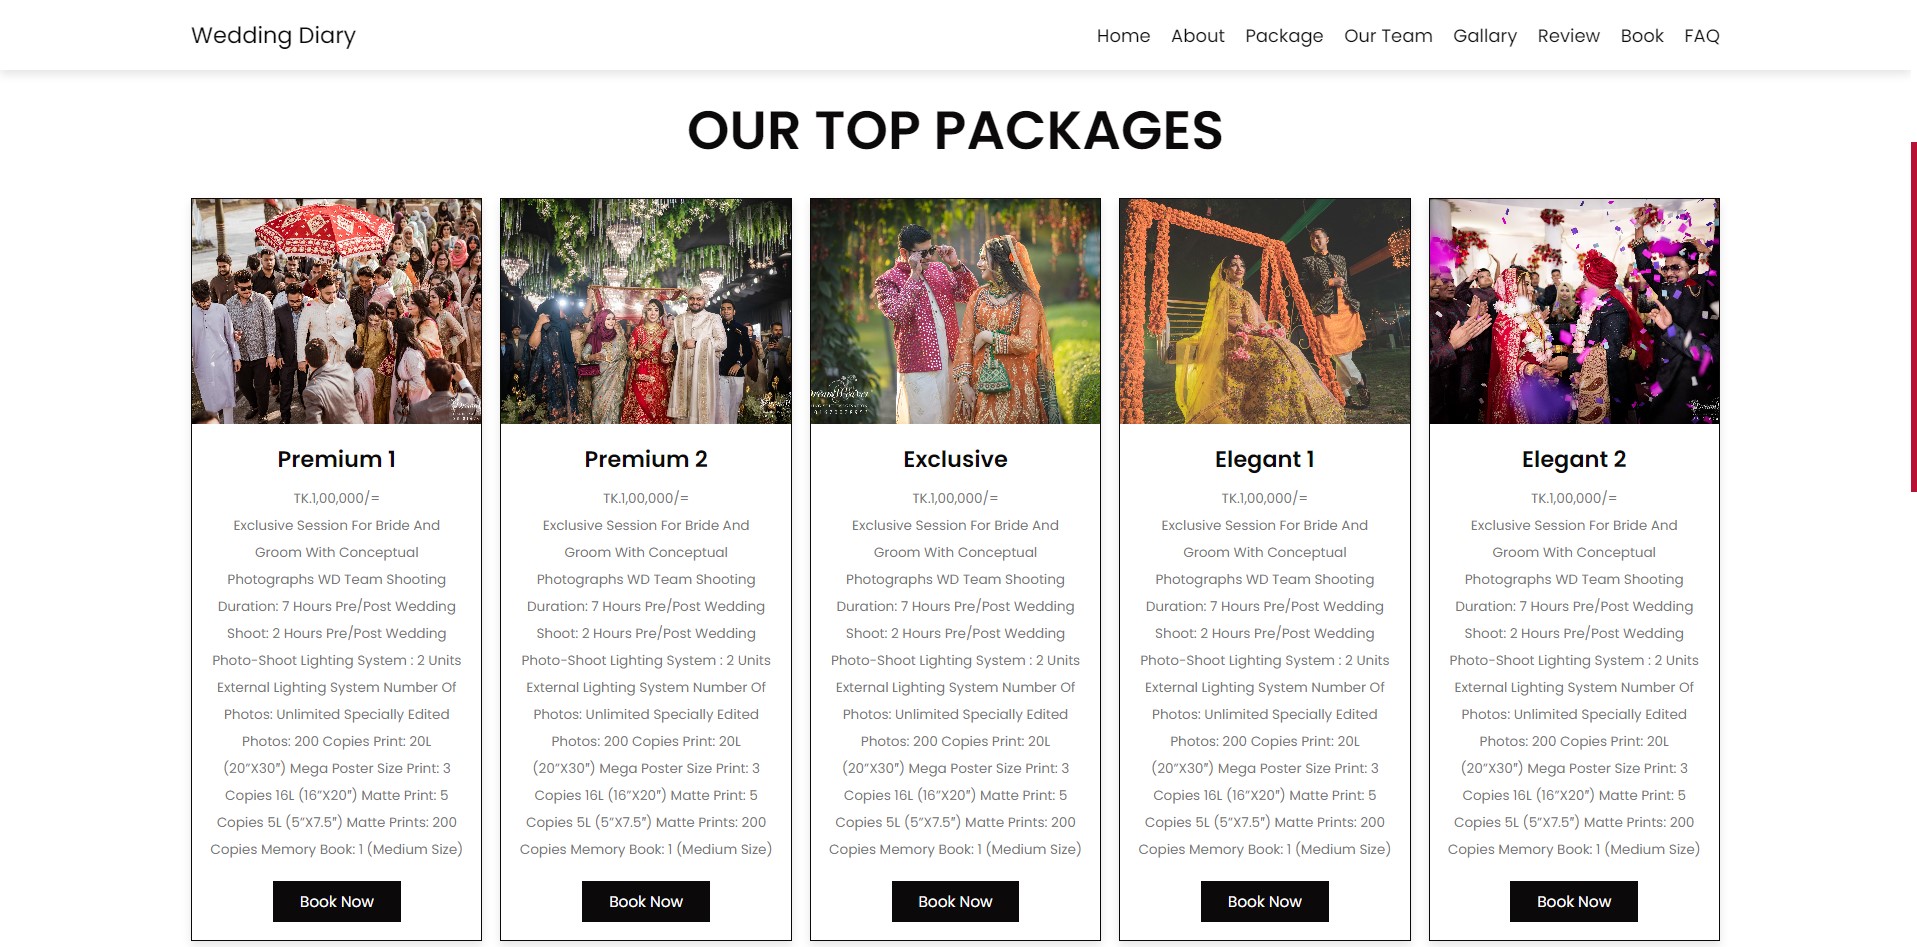 Wedding Diary
Home About Package Our Team Gallary Review Book FAQ
OUR TOP PACKAGES
Premium 1
TK.1,00,000/=
Exclusive Session For Bride And
Groom With Conceptual
Photographs WD Team Shooting
Duration: 7 Hours Pre/Post Wedding
Shoot: 2 Hours Pre/Post Wedding
Photo-Shoot Lighting System : 2 Units
External Lighting System Number Of
Photos: Unlimited Specially Edited
Photos: 200 Copies Print: 20L
(20”X30″) Mega Poster Size Print: 3
Copies 16L (16”X20″) Matte Print: 5
Copies 5L (5”X7.5″) Matte Prints: 200
Copies Memory Book: 1 (Medium Size)
Book Now
Premium 2
TK.1,00,000/=
Exclusive Session For Bride And
Groom With Conceptual
Photographs WD Team Shooting
Duration: 7 Hours Pre/Post Wedding
Shoot: 2 Hours Pre/Post Wedding
Photo-Shoot Lighting System : 2 Units
External Lighting System Number Of
Photos: Unlimited Specially Edited
Photos: 200 Copies Print: 20L
(20”X30″) Mega Poster Size Print: 3
Copies 16L (16”X20″) Matte Print: 5
Copies 5L (5”X7.5″) Matte Prints: 200
Copies Memory Book: 1 (Medium Size)
Book Now
Exclusive
TK.1,00,000/=
Exclusive Session For Bride And
Groom With Conceptual
Photographs WD Team Shooting
Duration: 7 Hours Pre/Post Wedding
Shoot: 2 Hours Pre/Post Wedding
Photo-Shoot Lighting System : 2 Units
External Lighting System Number Of
Photos: Unlimited Specially Edited
Photos: 200 Copies Print: 20L
(20”X30″) Mega Poster Size Print: 3
Copies 16L (16”X20″) Matte Print: 5
Copies 5L (5”X7.5″) Matte Prints: 200
Copies Memory Book: 1 (Medium Size)
Book Now
Elegant 1
TK.1,00,000/=
Exclusive Session For Bride And
Groom With Conceptual
Photographs WD Team Shooting
Duration: 7 Hours Pre/Post Wedding
Shoot: 2 Hours Pre/Post Wedding
Photo-Shoot Lighting System : 2 Units
External Lighting System Number Of
Photos: Unlimited Specially Edited
Photos: 200 Copies Print: 20L
(20”X30″) Mega Poster Size Print: 3
Copies 16L (16”X20″) Matte Print: 5
Copies 5L (5”X7.5″) Matte Prints: 200
Copies Memory Book: 1 (Medium Size)
Book Now
Elegant 2
TK.1,00,000/=
Exclusive Session For Bride And
Groom With Conceptual
Photographs WD Team Shooting
Duration: 7 Hours Pre/Post Wedding
Shoot: 2 Hours Pre/Post Wedding
Photo-Shoot Lighting System : 2 Units
External Lighting System Number Of
Photos: Unlimited Specially Edited
Photos: 200 Copies Print: 20L
(20”X30″) Mega Poster Size Print: 3
Copies 16L (16”X20″) Matte Print: 5
Copies 5L (5”X7.5″) Matte Prints: 200
Copies Memory Book: 1 (Medium Size)
Book Now